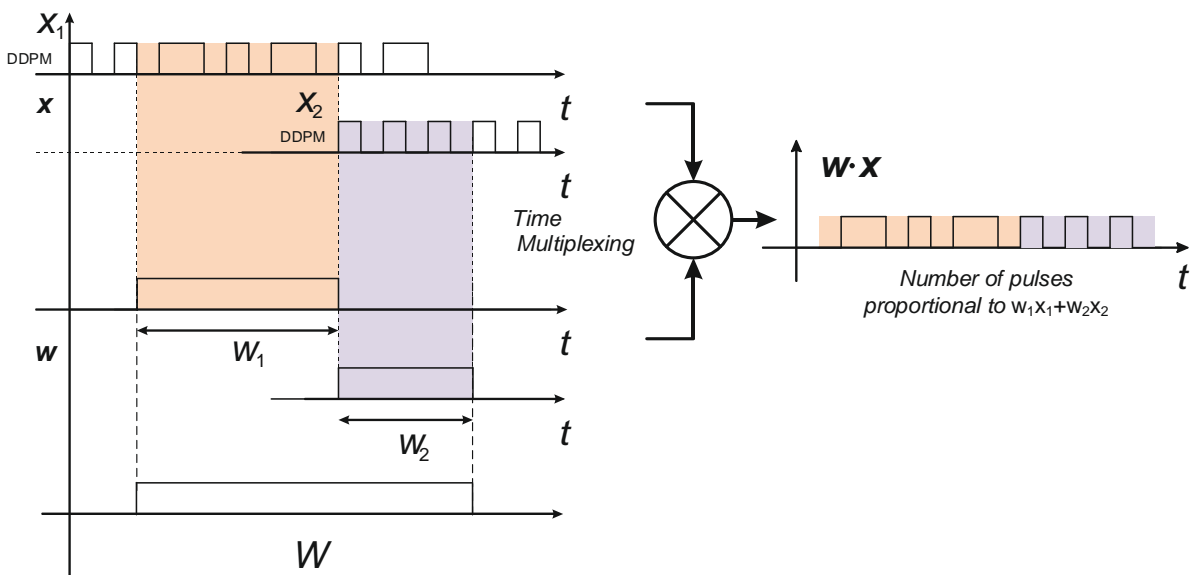 X1
DDPM
x
t
X2
DDPM
t
Time
Multiplexing
w
W1
t
W2
t
W
w·x
t
Number of pulses
proportional to w1x1+w2x2